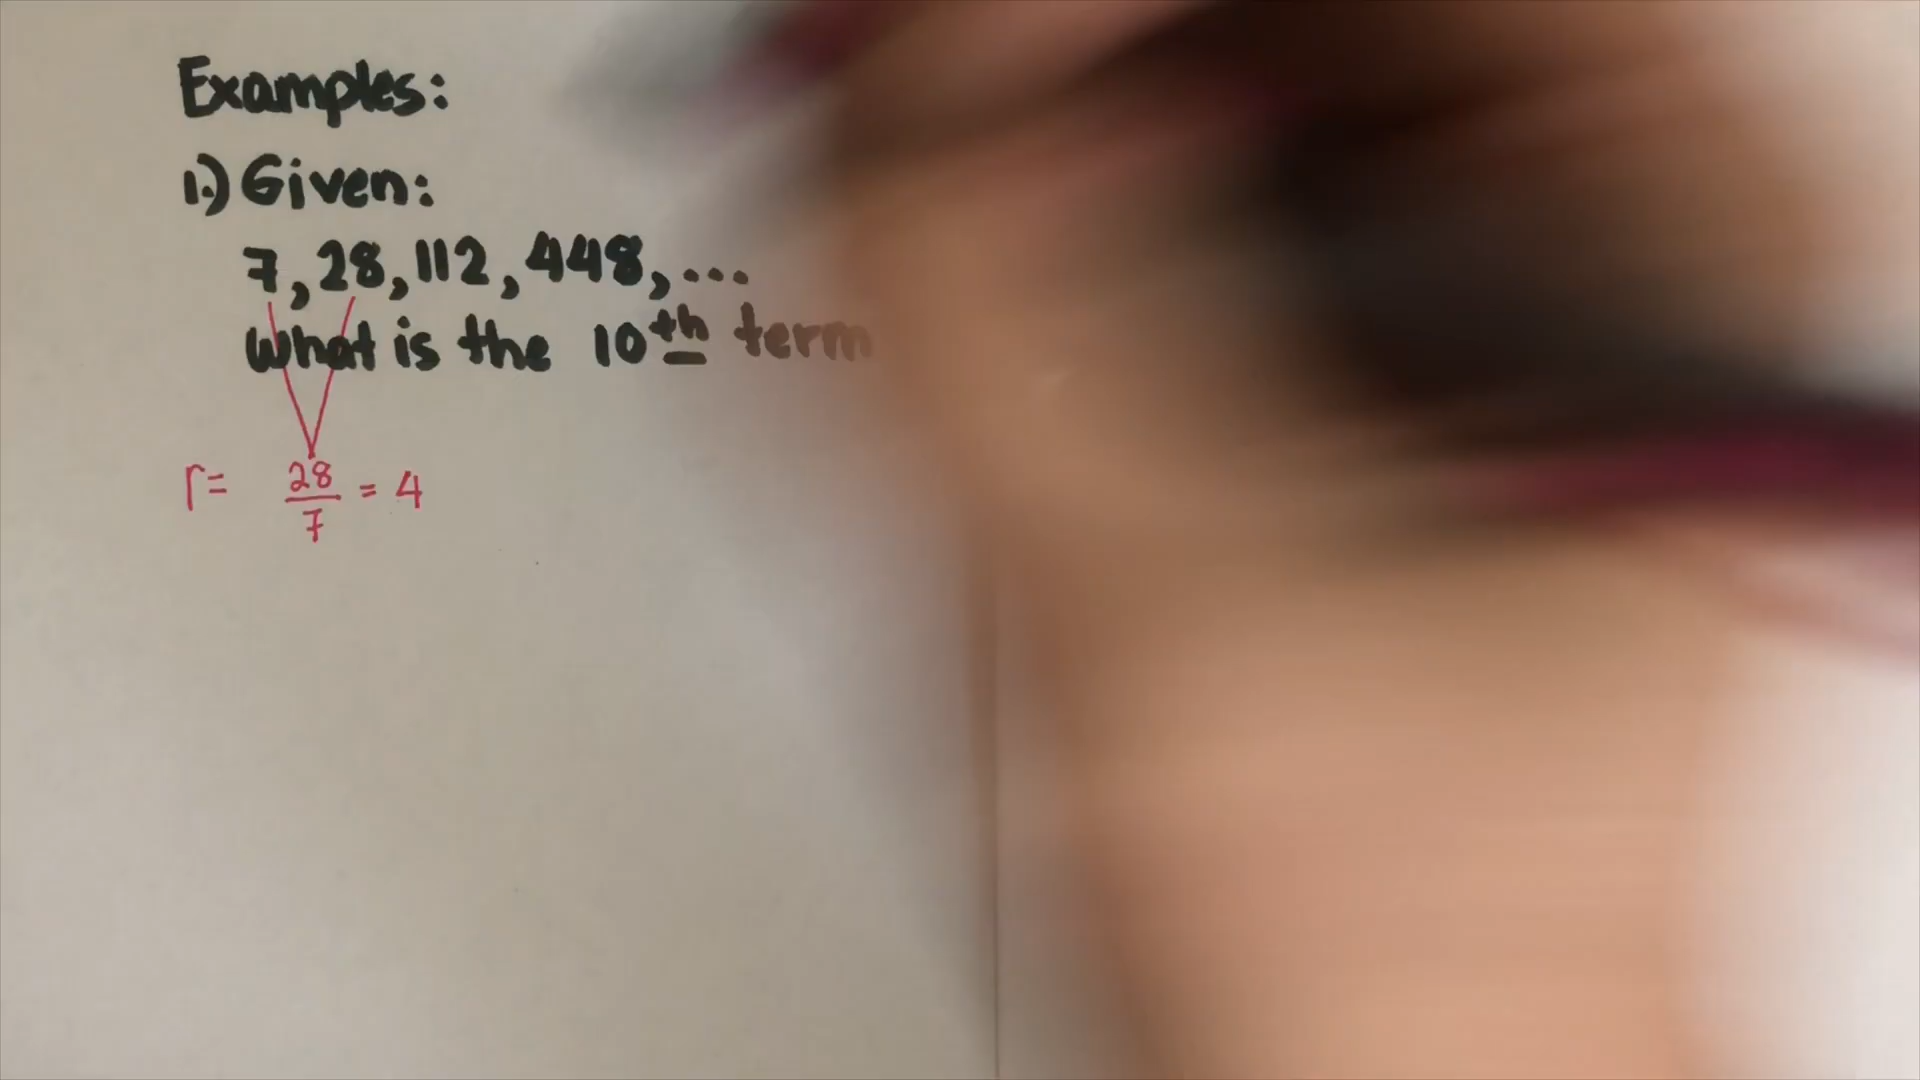 Examples:
1.) Given:
7, 28, 112, 448, ...
What is the 10th term
r= 28/7 = 4